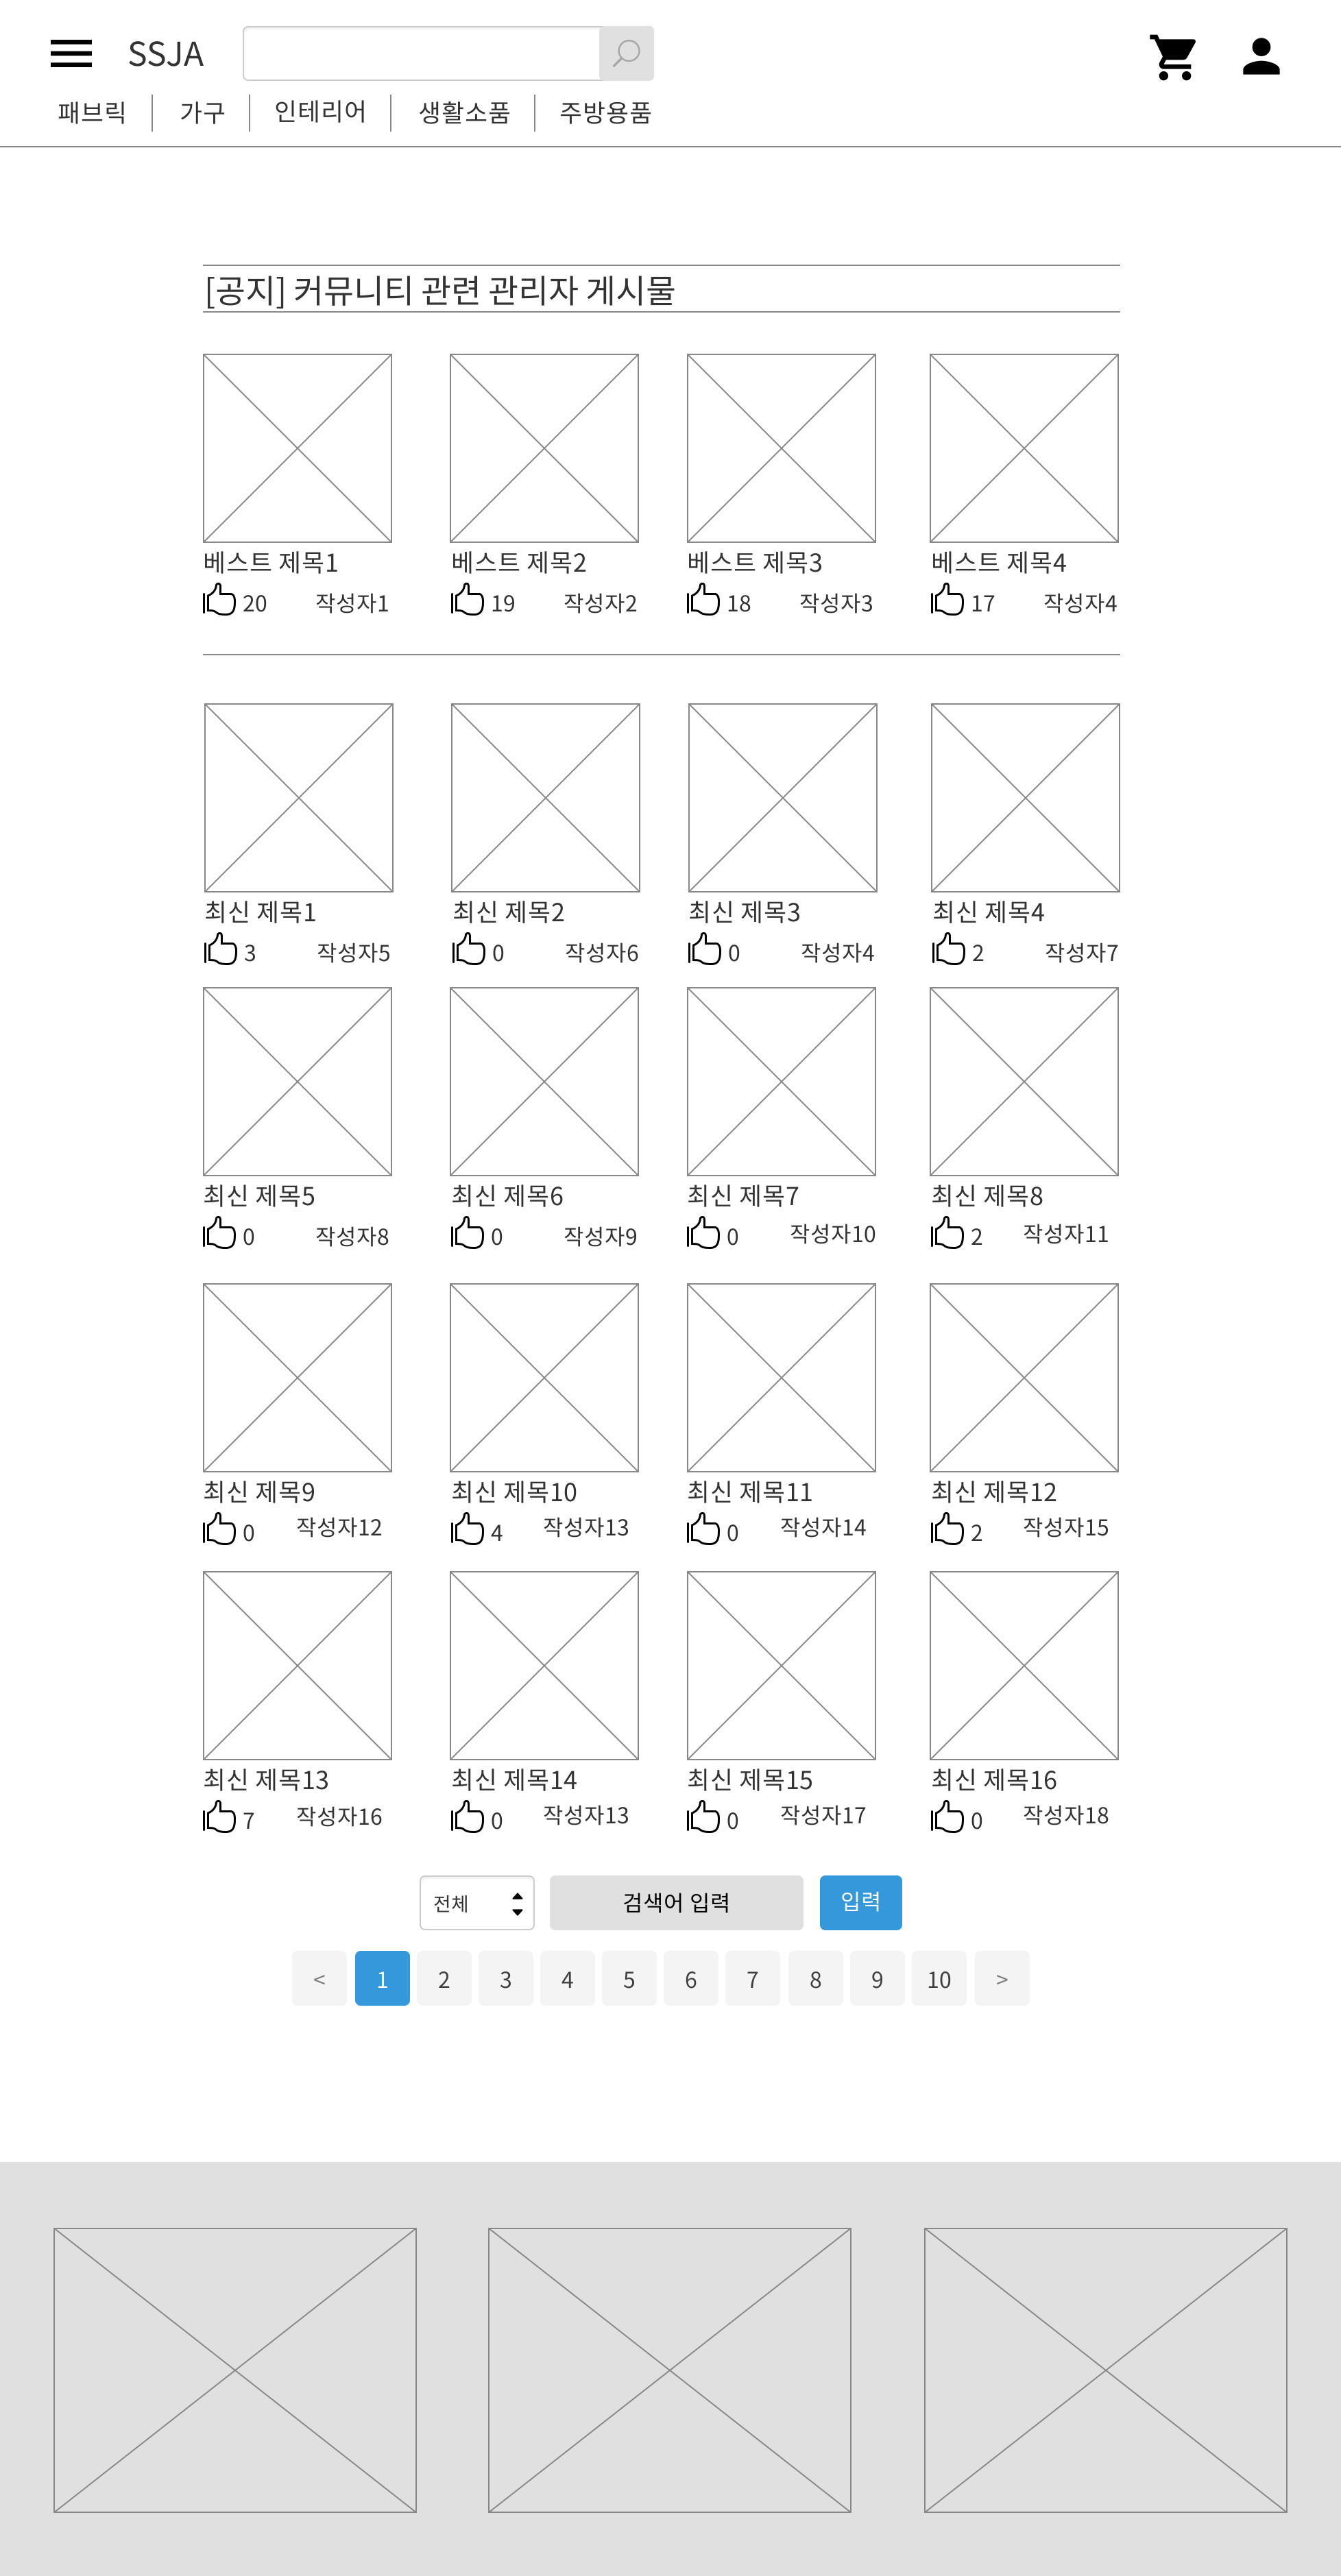 SSJA
패브릭 가구 인테리어 생활소품 주방용품
[공지] 커뮤니티 관련 관리자 게시물
베스트 제목1 베스트 제목2 베스트 제목3 베스트 제목4
20 작성자1 19 작성자2 18 작성자3 17 작성자4
최신 제목1 최신 제목2 최신 제목3 최신 제목4
3 작성자5 0 작성자6 0 작성자4 2 작성자7
최신 제목5 최신 제목6 최신 제목7 최신 제목8
0 작성자8 0 작성자9 0 작성자10 2 작성자11
최신 제목9 최신 제목10 최신 제목11 최신 제목12
0 작성자12 4 작성자13 0 작성자14 2 작성자15
최신 제목13 최신 제목14 최신 제목15 최신 제목16
7 작성자16 0 작성자13 0 작성자17 0 작성자18
전체 검색어 입력 입력
< 1 2 3 4 5 6 7 8 9 10 >